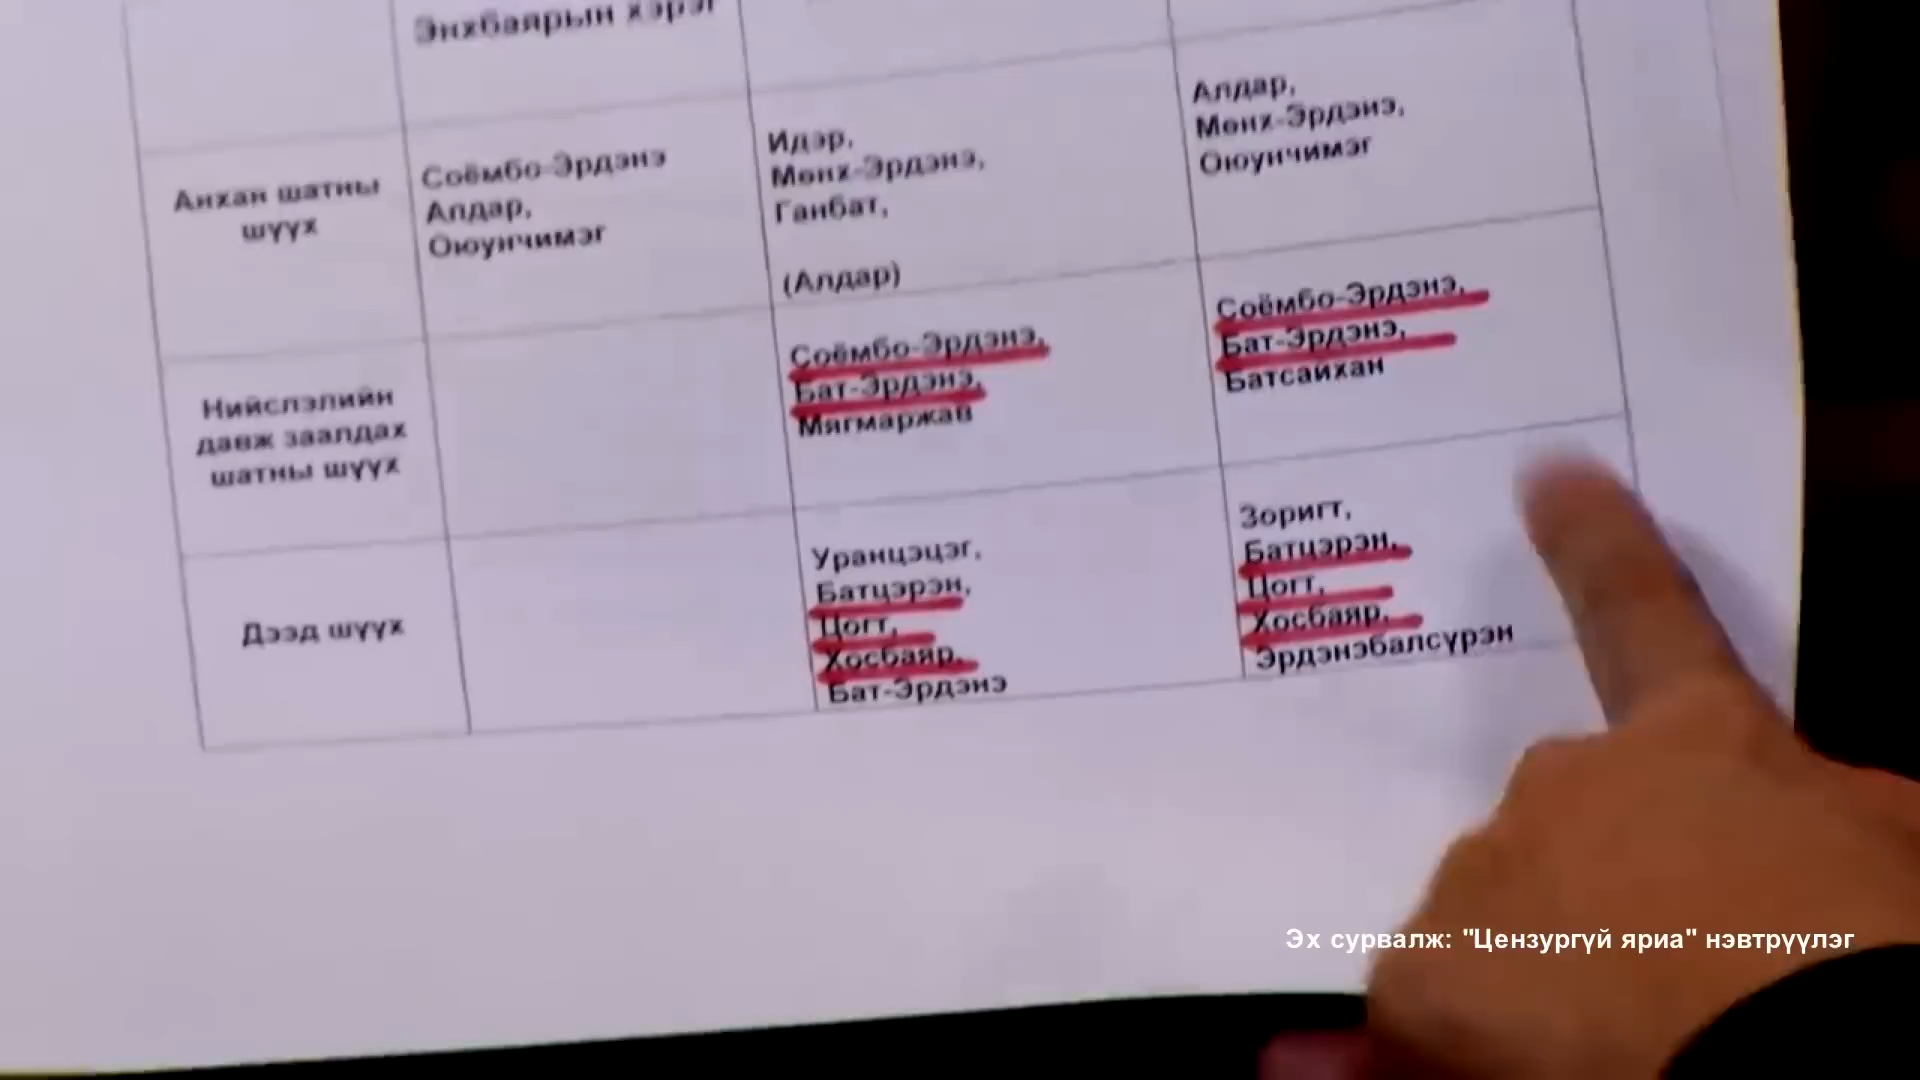 Энхбаярын хэрэг
Анхан шатны
шүүх
Соёмбо-Эрдэнэ
Алдар,
Оюунчимэг
Идэр,
Мөнх-Эрдэнэ,
Ганбат,
(Алдар)
Алдар,
Мөнх-Эрдэнэ,
Оюунчимэг
Нийслэлийн
давж заалдах
шатны шүүх
Соёмбо-Эрдэнэ,
Бат-Эрдэнэ,
Мягмаржав
Соёмбо-Эрдэнэ,
Бат-Эрдэнэ,
Батсайхан
Дээд шүүх
Уранцэцэг,
Батцэрэн,
Цогт,
Хосбаяр,
Бат-Эрдэнэ
Зоригт,
Батцэрэн,
Цогт,
Хосбаяр,
Эрдэнэбалсүрэн
Эх сурвалж: "Цензургүй яриа" нэвтрүүлэг